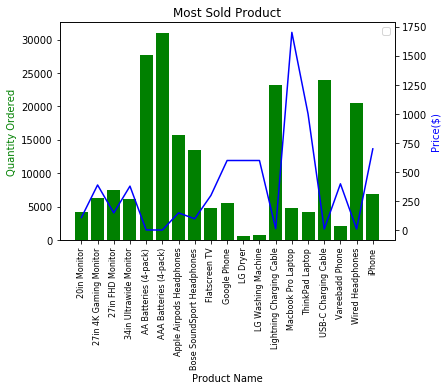 Most Sold Product
Quantity Ordered
30000
25000
20000
15000
10000
5000
0
1750
1500
1250
1000
750
500
250
0
Price($)
20in Monitor
27in 4K Gaming Monitor
27in FHD Monitor
34in Ultrawide Monitor
AA Batteries (4-pack)
AAA Batteries (4-pack)
Apple Airpods Headphones
Bose SoundSport Headphones
Flatscreen TV
Google Phone
LG Dryer
LG Washing Machine
Lightning Charging Cable
Macbook Pro Laptop
ThinkPad Laptop
USB-C Charging Cable
Vareebadd Phone
Wired Headphones
iPhone
Product Name